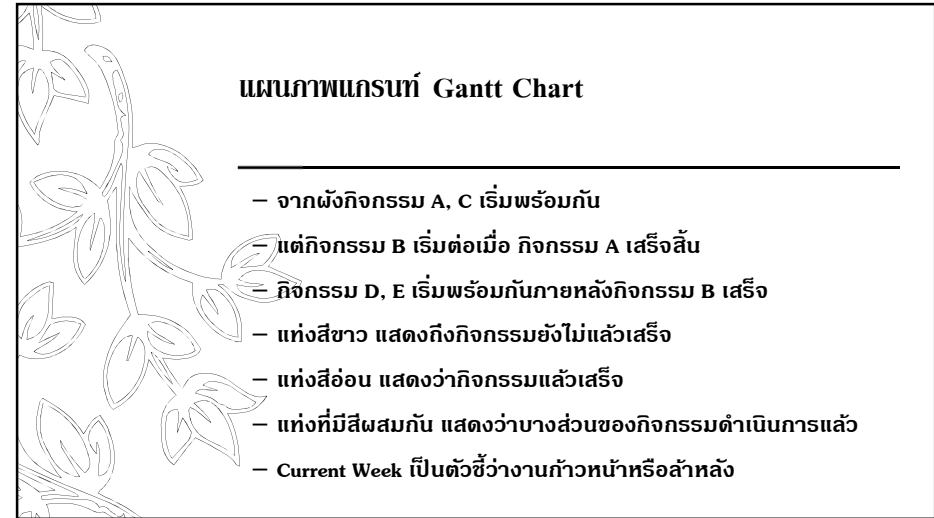 แผนภาพแกรนท์ Gantt Chart
– จากผังกิจกรรม A, C เริ่มพร้อมกัน
– แต่กิจกรรม B เริ่มต่อเมื่อ กิจกรรม A เสร็จสิ้น
– กิจกรรม D, E เริ่มพร้อมกันภายหลังกิจกรรม B เสร็จ
– แท่งสีขาว แสดงถึงกิจกรรมยังไม่แล้วเสร็จ
– แท่งสีอ่อน แสดงว่ากิจกรรมแล้วเสร็จ
– แท่งที่มีสีผสมกัน แสดงว่าบางส่วนของกิจกรรมดำเนินการแล้ว
– Current Week เป็นตัวชี้ว่างานก้าวหน้าหรือล้าหลัง